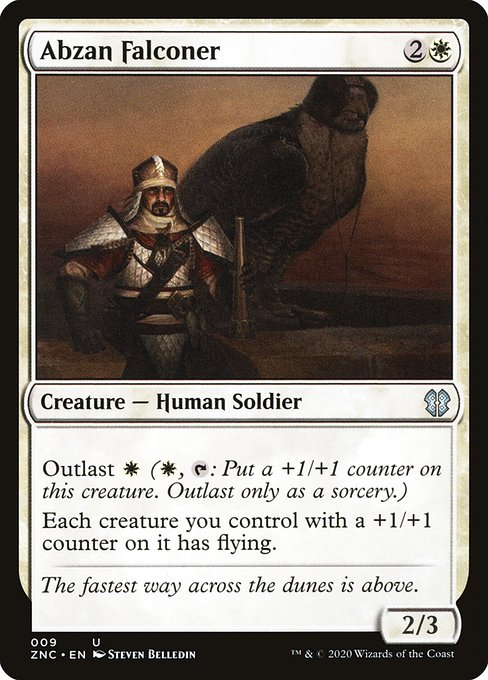 Abzan Falconer 2
Creature — Human Soldier
Outlast (, : Put a +1/+1 counter on
this creature. Outlast only as a sorcery.)
Each creature you control with a +1/+1
counter on it has flying.
The fastest way across the dunes is above.
2/3
009 U
ZNC • EN Steven Belledin
™ & © 2020 Wizards of the Coast